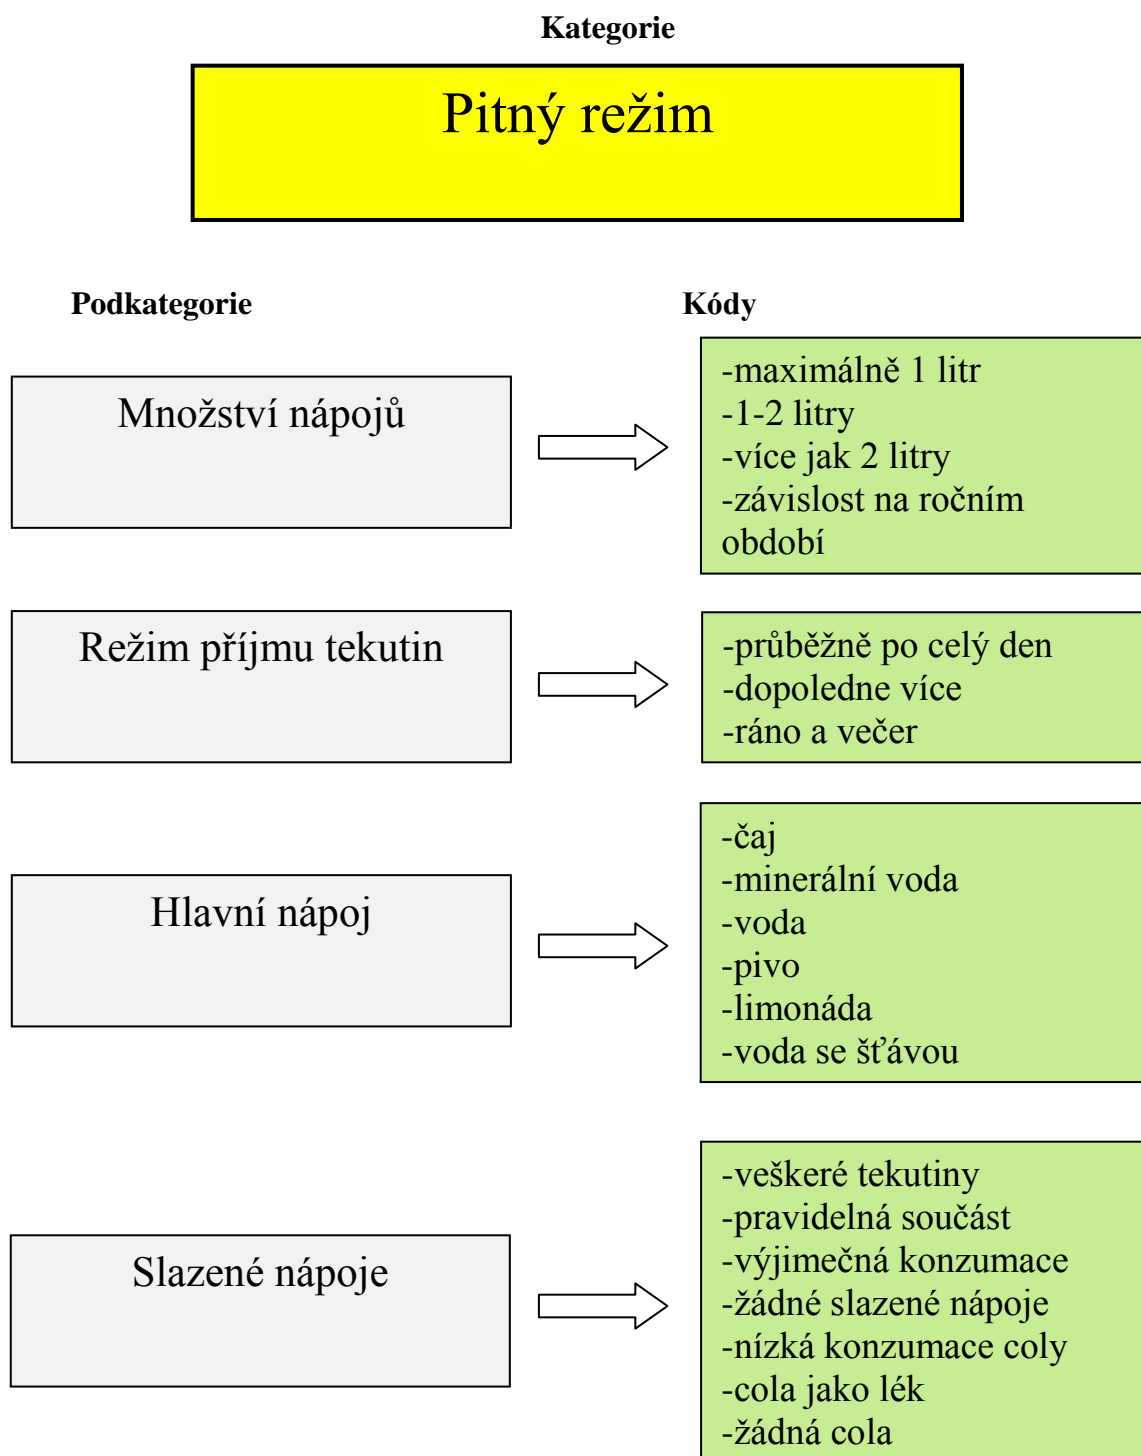 Kategorie
Pitný režim
Podkategorie
Kódy
Množství nápojů
-maximálně 1 litr
-1-2 litry
-více jak 2 litry
-závislost na ročním
období
Režim příjmu tekutin
-průběžně po celý den
-dopoledne více
-ráno a večer
Hlavní nápoj
-čaj
-minerální voda
-voda
-pivo
-limonáda
-voda se šťávou
Slazené nápoje
-veškeré tekutiny
-pravidelná součást
-výjimečná konzumace
-žádné slazené nápoje
-nízká konzumace coly
-cola jako lék
-žádná cola